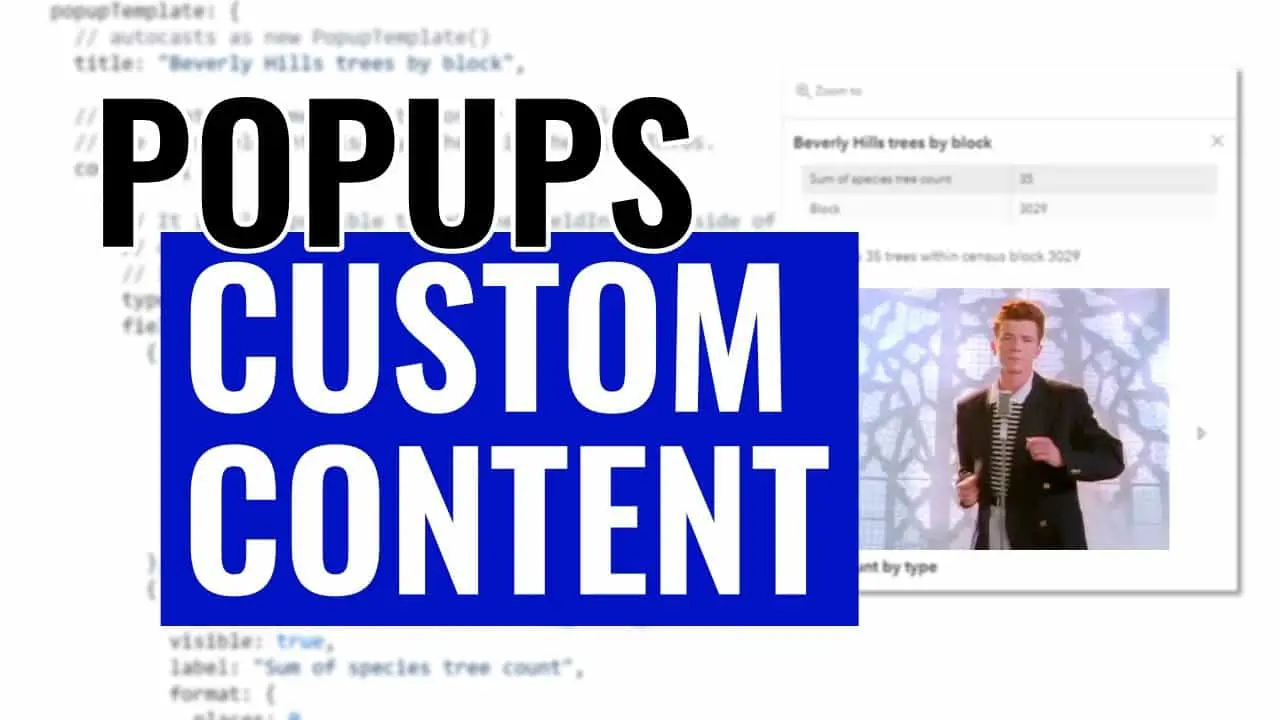 popupTemplate: {
// autocasts as new PopupTemplate()
title: "Beverly Hills trees by block",
POPUPS
CUSTOM
CONTENT
visible: true,
label: "Sum of species tree count",
format: {
places: 0
Zoom to
Beverly Hills trees by block
Sum of species tree count 35
Block 3029
35 trees within census block 3029
by type